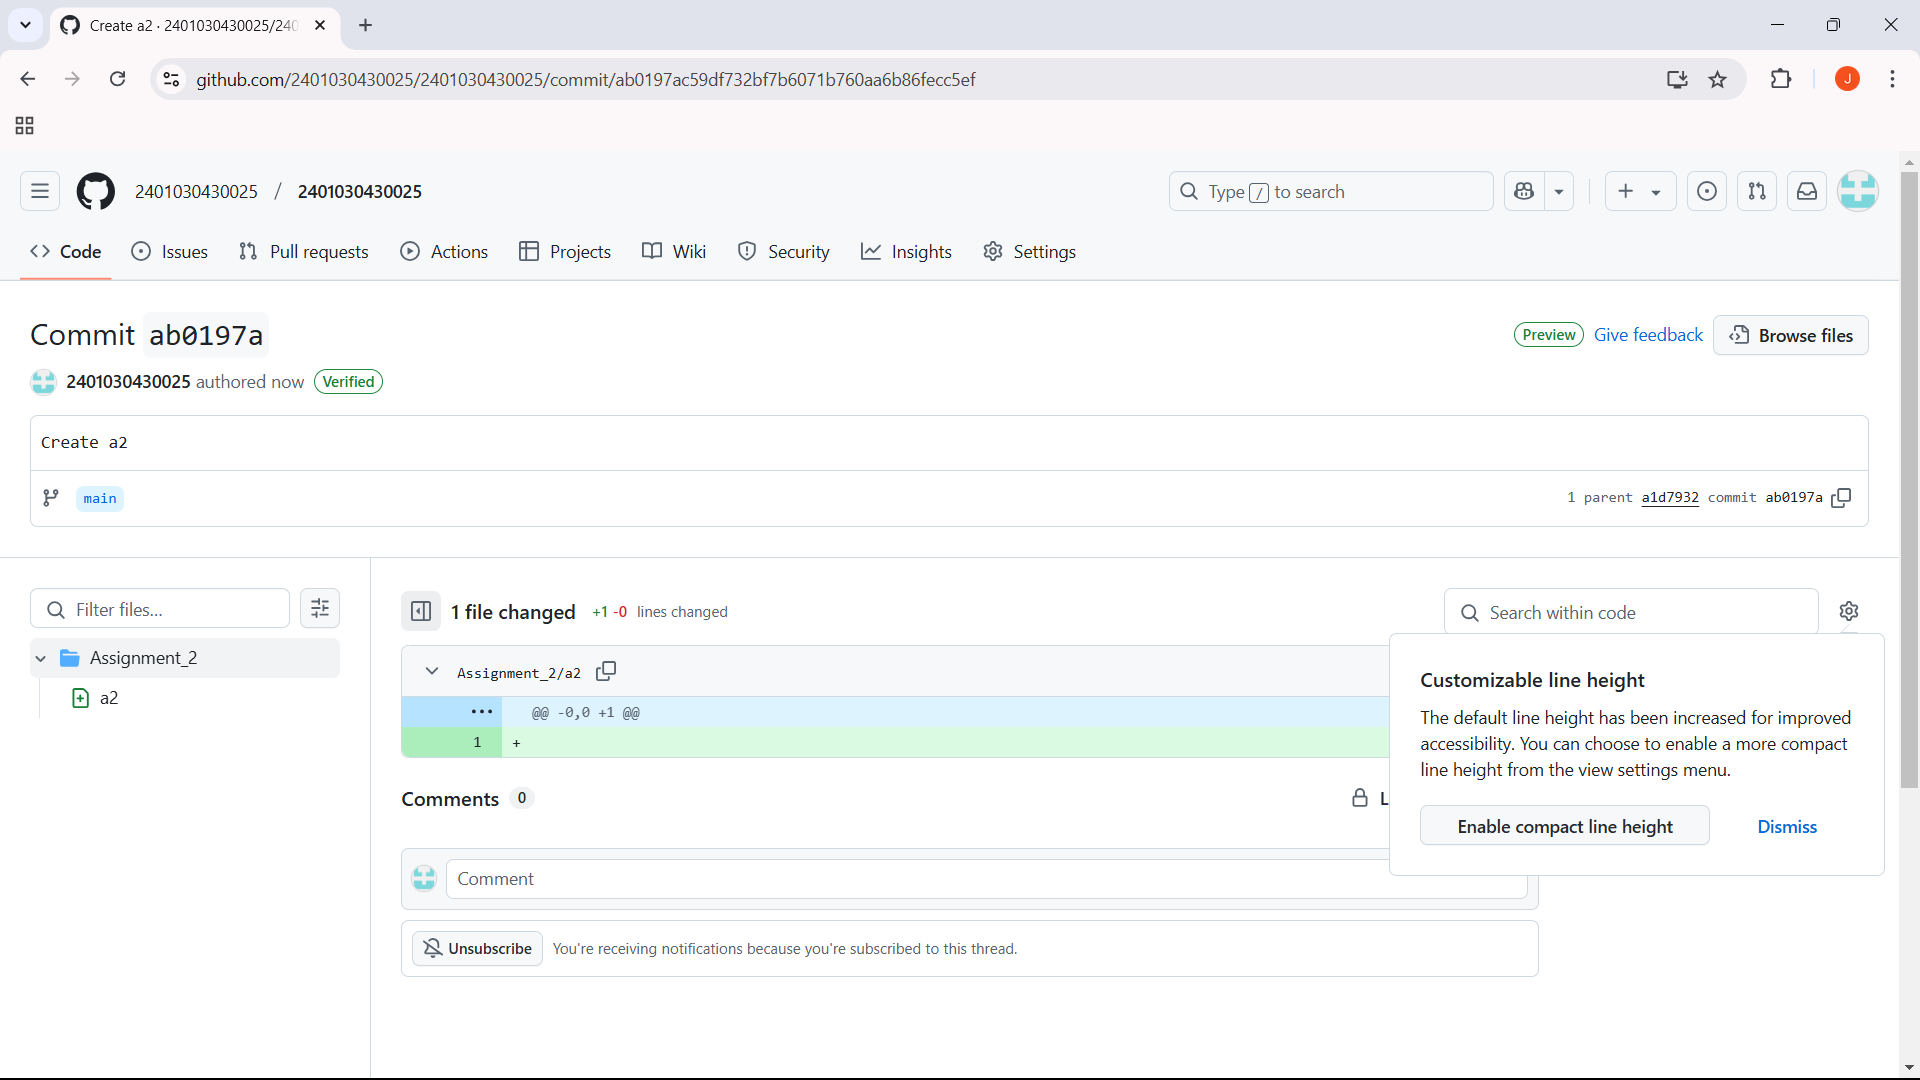 Create a2 · 2401030430025/240
github.com/2401030430025/2401030430025/commit/ab0197ac59df732bf7b6071b760aa6b86fecc5ef
J
2401030430025 / 2401030430025
Type / to search
Code
Issues
Pull requests
Actions
Projects
Wiki
Security
Insights
Settings
Commit ab0197a
Preview
Give feedback
Browse files
2401030430025 authored now
Verified
Create a2
main
1 parent a1d7932 commit ab0197a
Filter files...
1 file changed
+1 -0 lines changed
Search within code
Assignment_2
a2
Assignment_2/a2
@@ -0,0 +1 @@
1 +
Customizable line height
The default line height has been increased for improved
accessibility. You can choose to enable a more compact
line height from the view settings menu.
Enable compact line height
Dismiss
Comments 0
L
Comment
Unsubscribe
You're receiving notifications because you're subscribed to this thread.